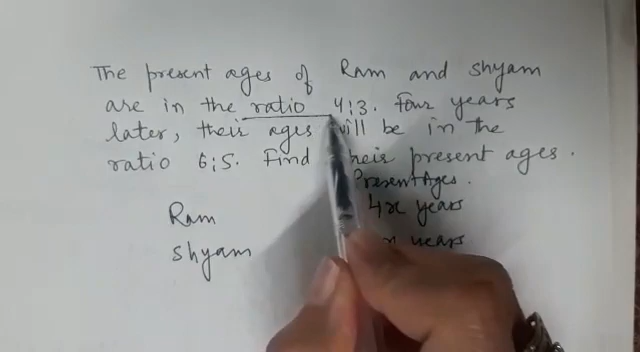 The present ages of Ram and Shyam
are in the ratio 4:3. Four years
later, their ages will be in the
ratio 6:5. Find their present ages.
Present Ages.
Ram 4x years
Shyam x years